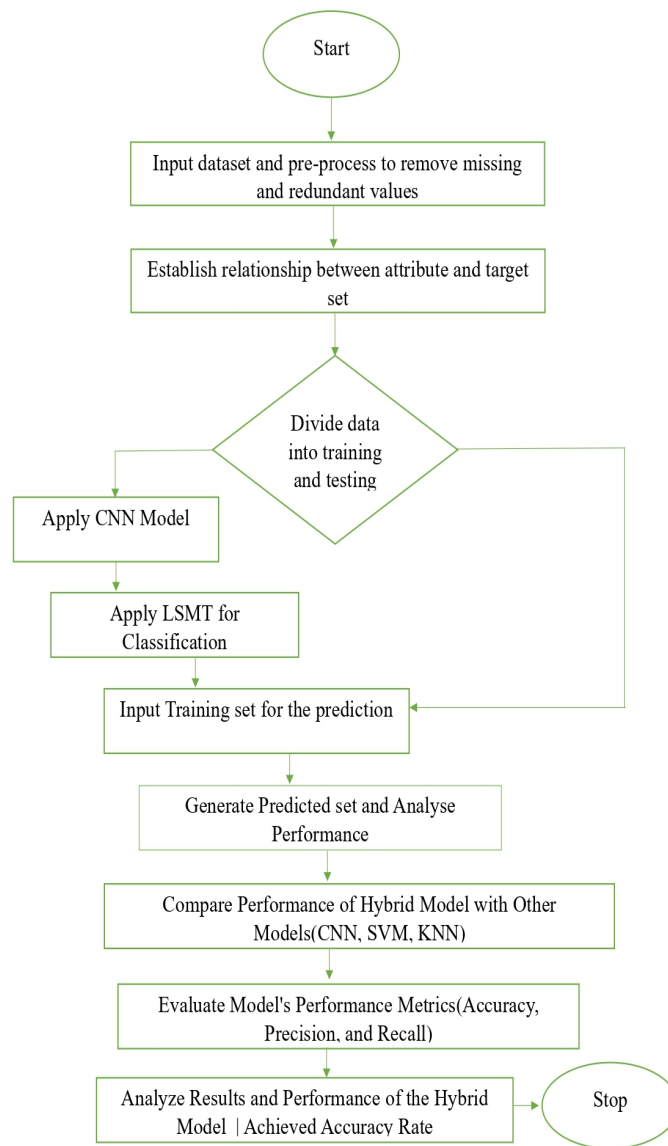 Start
Input dataset and pre-process to remove missing
and redundant values
Establish relationship between attribute and target
set
Divide data
into training
and testing
Apply CNN Model
Apply LSMT for
Classification
Input Training set for the prediction
Generate Predicted set and Analyse
Performance
Compare Performance of Hybrid Model with Other
Models(CNN, SVM, KNN)
Evaluate Model's Performance Metrics(Accuracy,
Precision, and Recall)
Analyze Results and Performance of the Hybrid
Model | Achieved Accuracy Rate
Stop